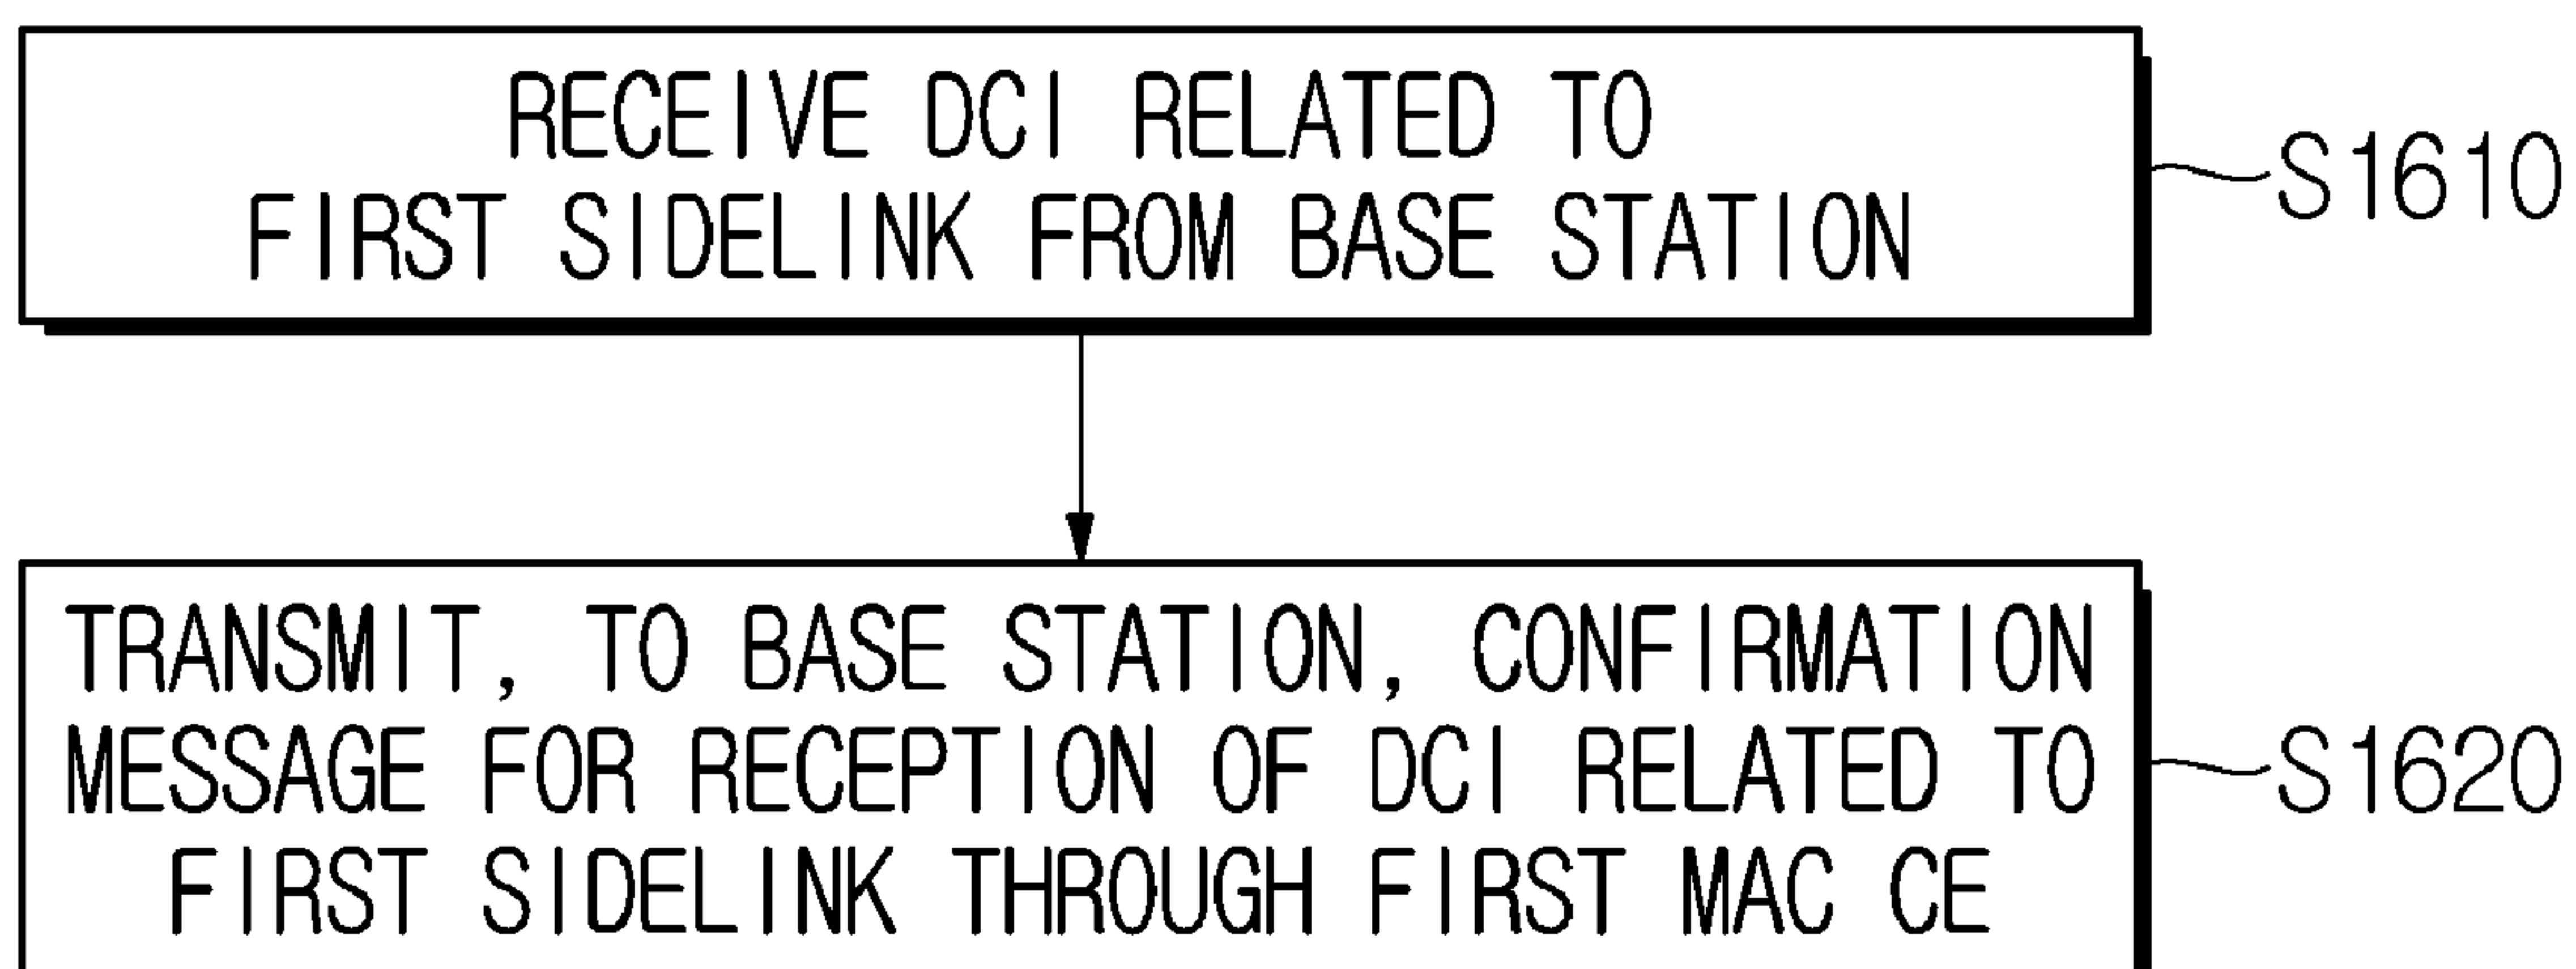 RECEIVE DCI RELATED TO
FIRST SIDELINK FROM BASE STATION
S1610
TRANSMIT, TO BASE STATION, CONFIRMATION
MESSAGE FOR RECEPTION OF DCI RELATED TO
FIRST SIDELINK THROUGH FIRST MAC CE
S1620